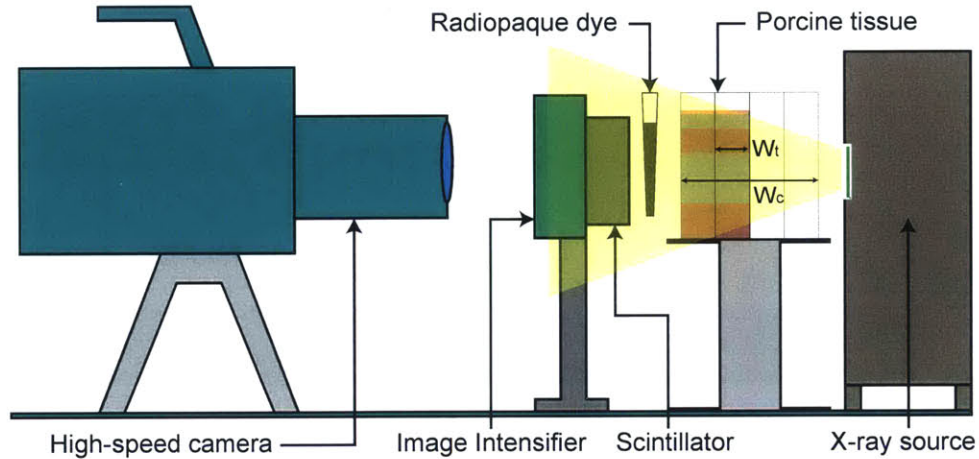 Radiopaque dye
Porcine tissue
Wt
Wc
High-speed camera
Image Intensifier
Scintillator
X-ray source